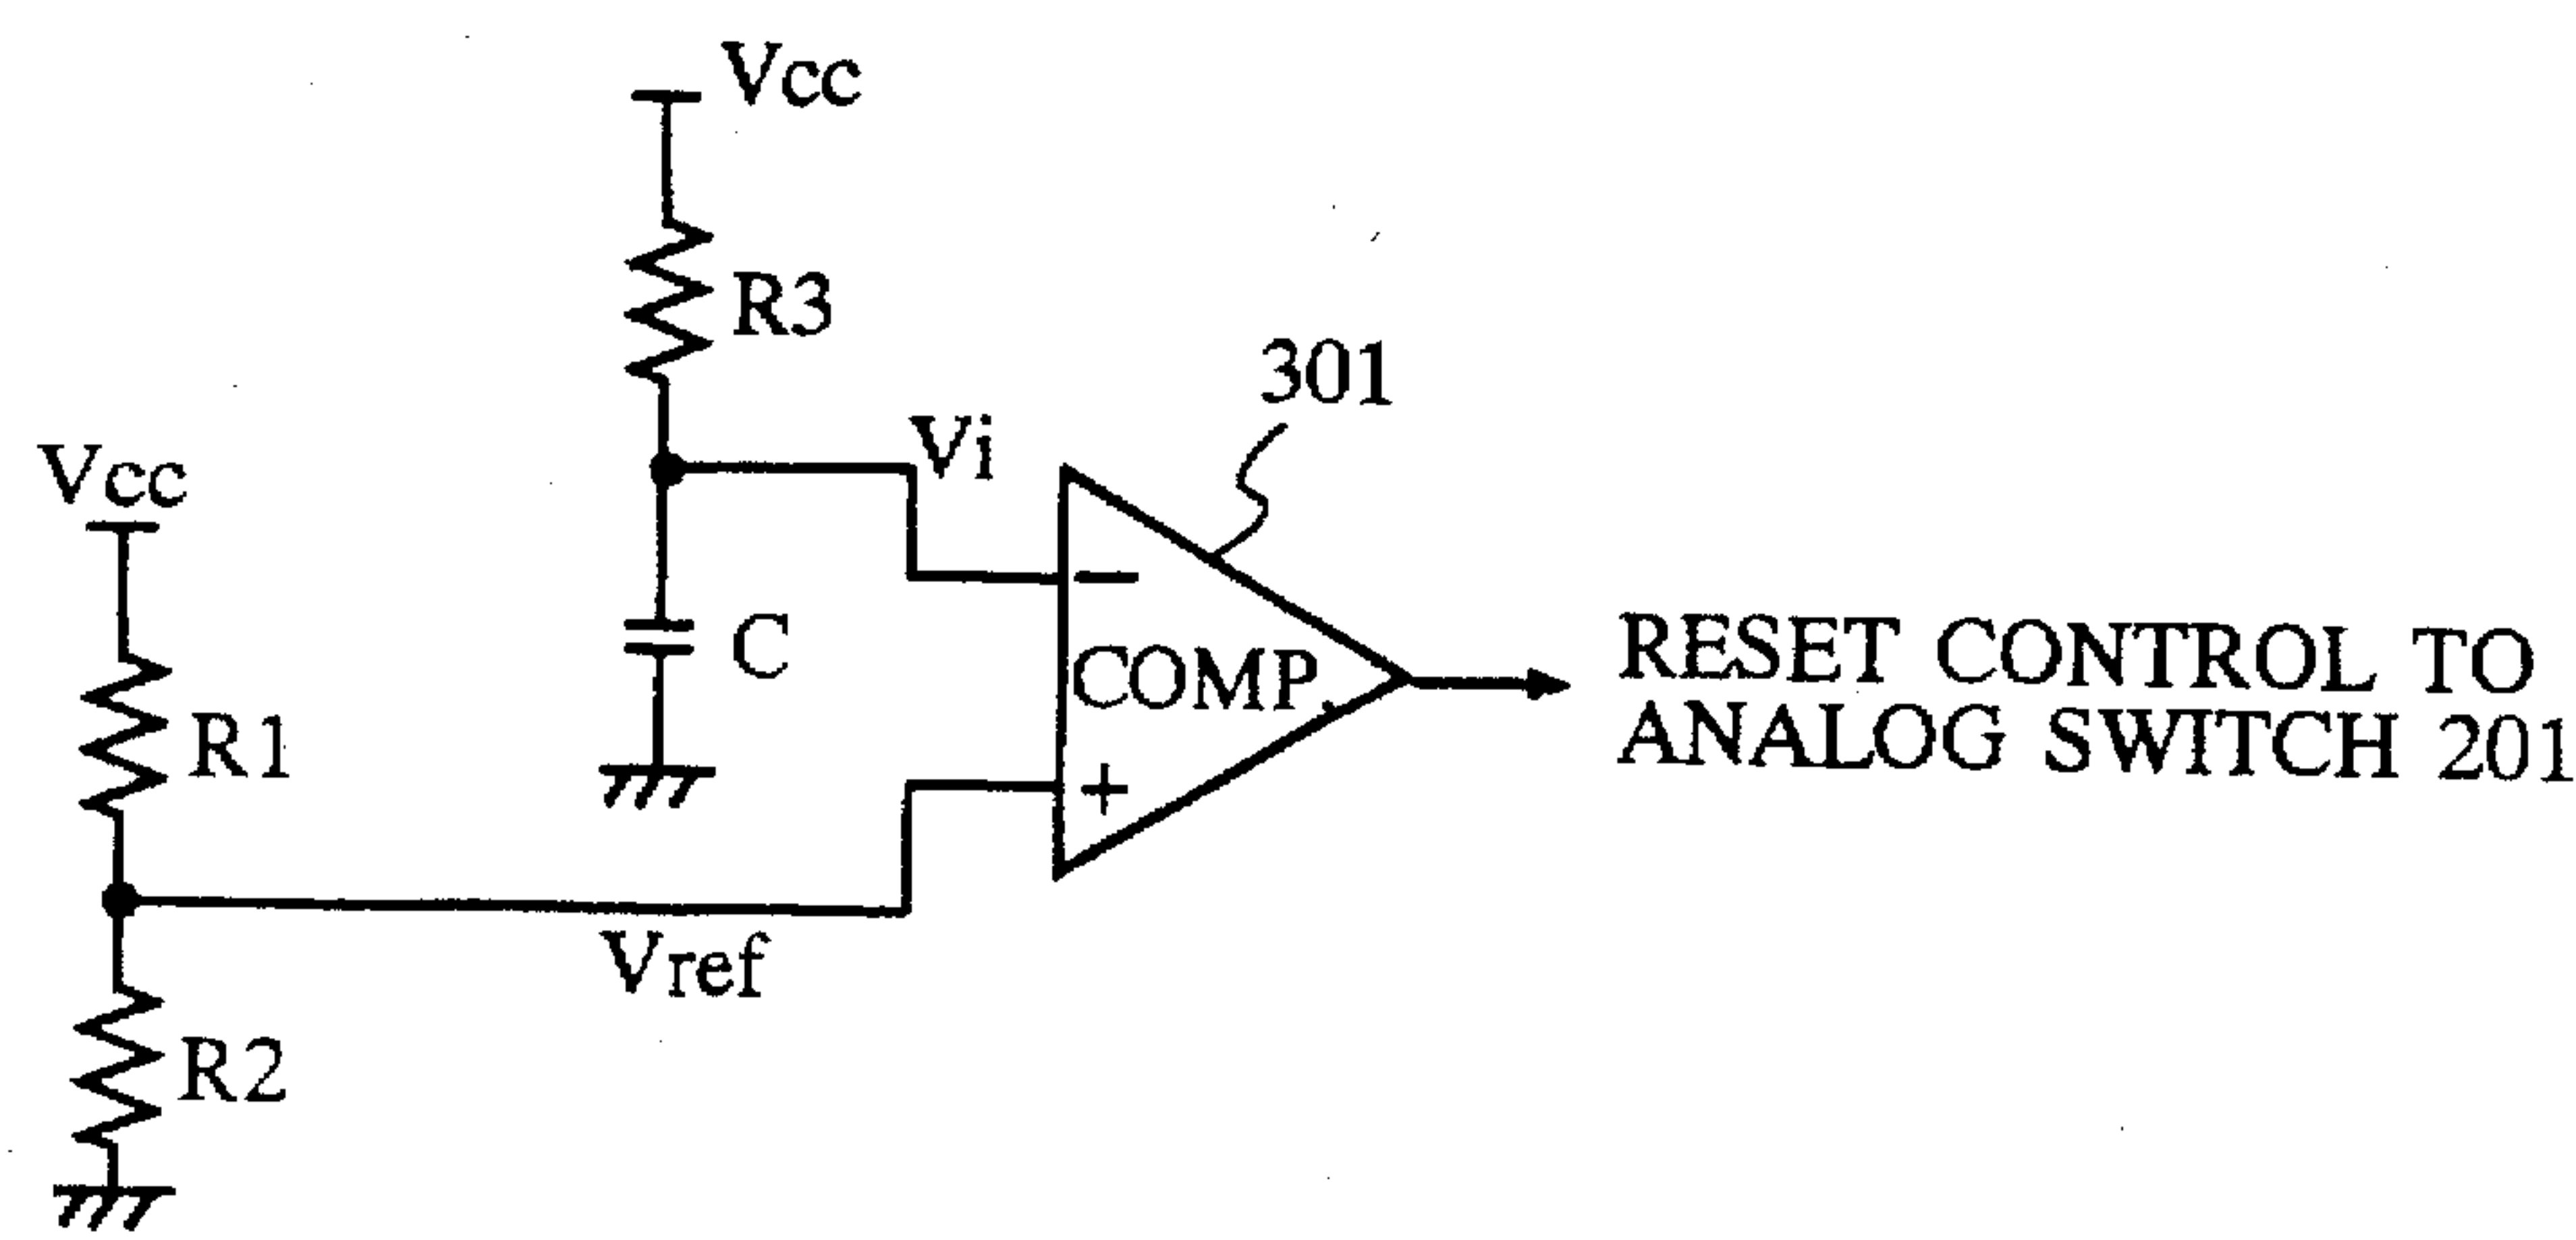 Vcc
R3
301
Vi
Vcc
C
COMP.
RESET CONTROL TO
ANALOG SWITCH 201
R1
Vref
R2
−
+